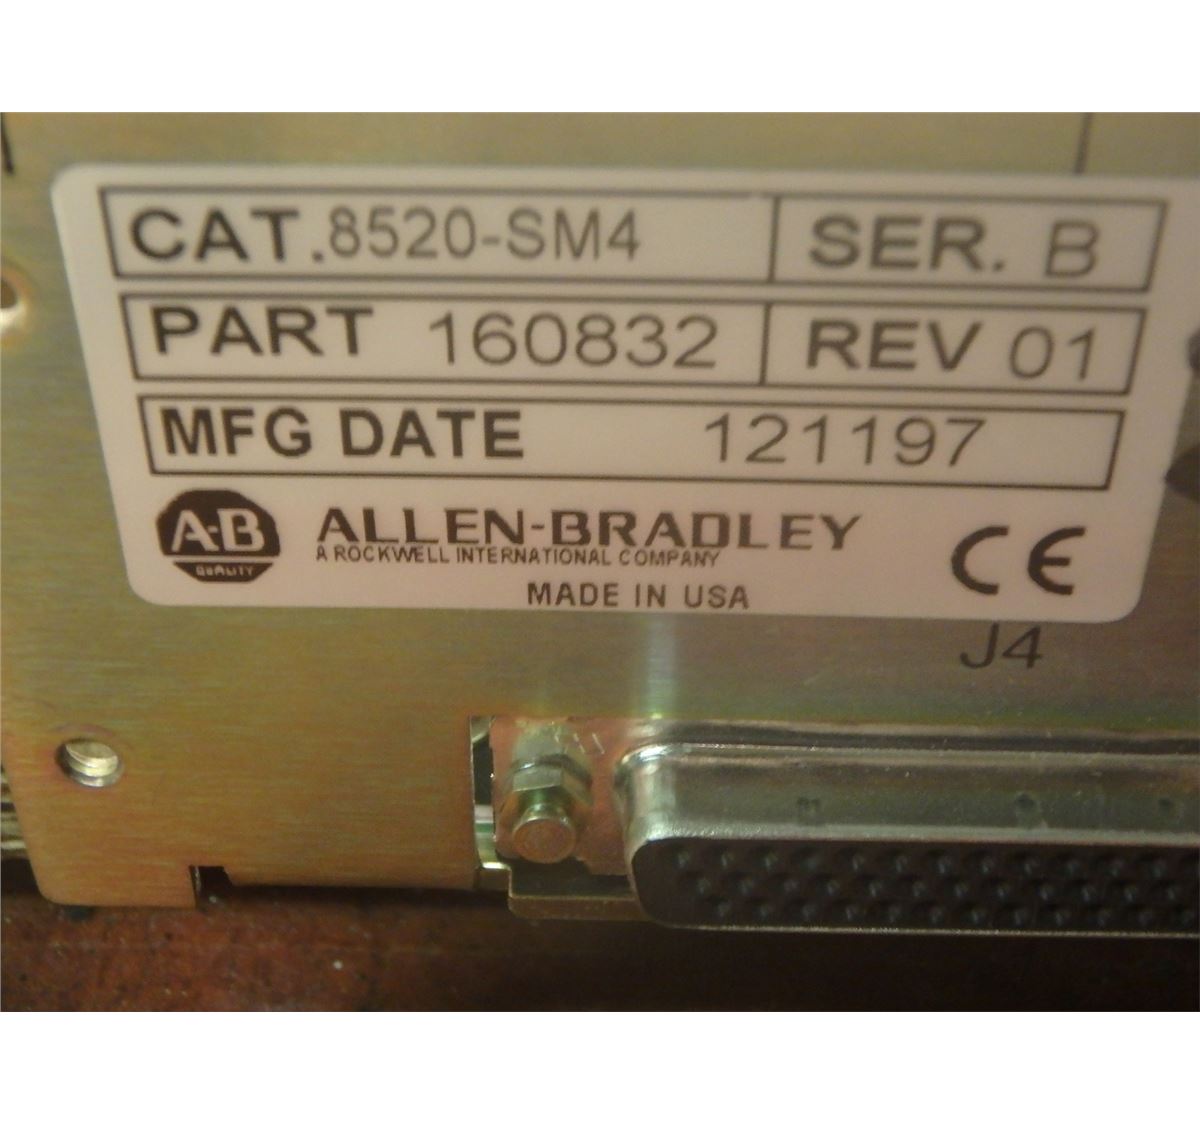 CAT. 8520-SM4 SER. B
PART 160832 REV 01
MFG DATE 121197
A-B
QUALITY
ALLEN-BRADLEY
A ROCKWELL INTERNATIONAL COMPANY
MADE IN USA
CE
J4